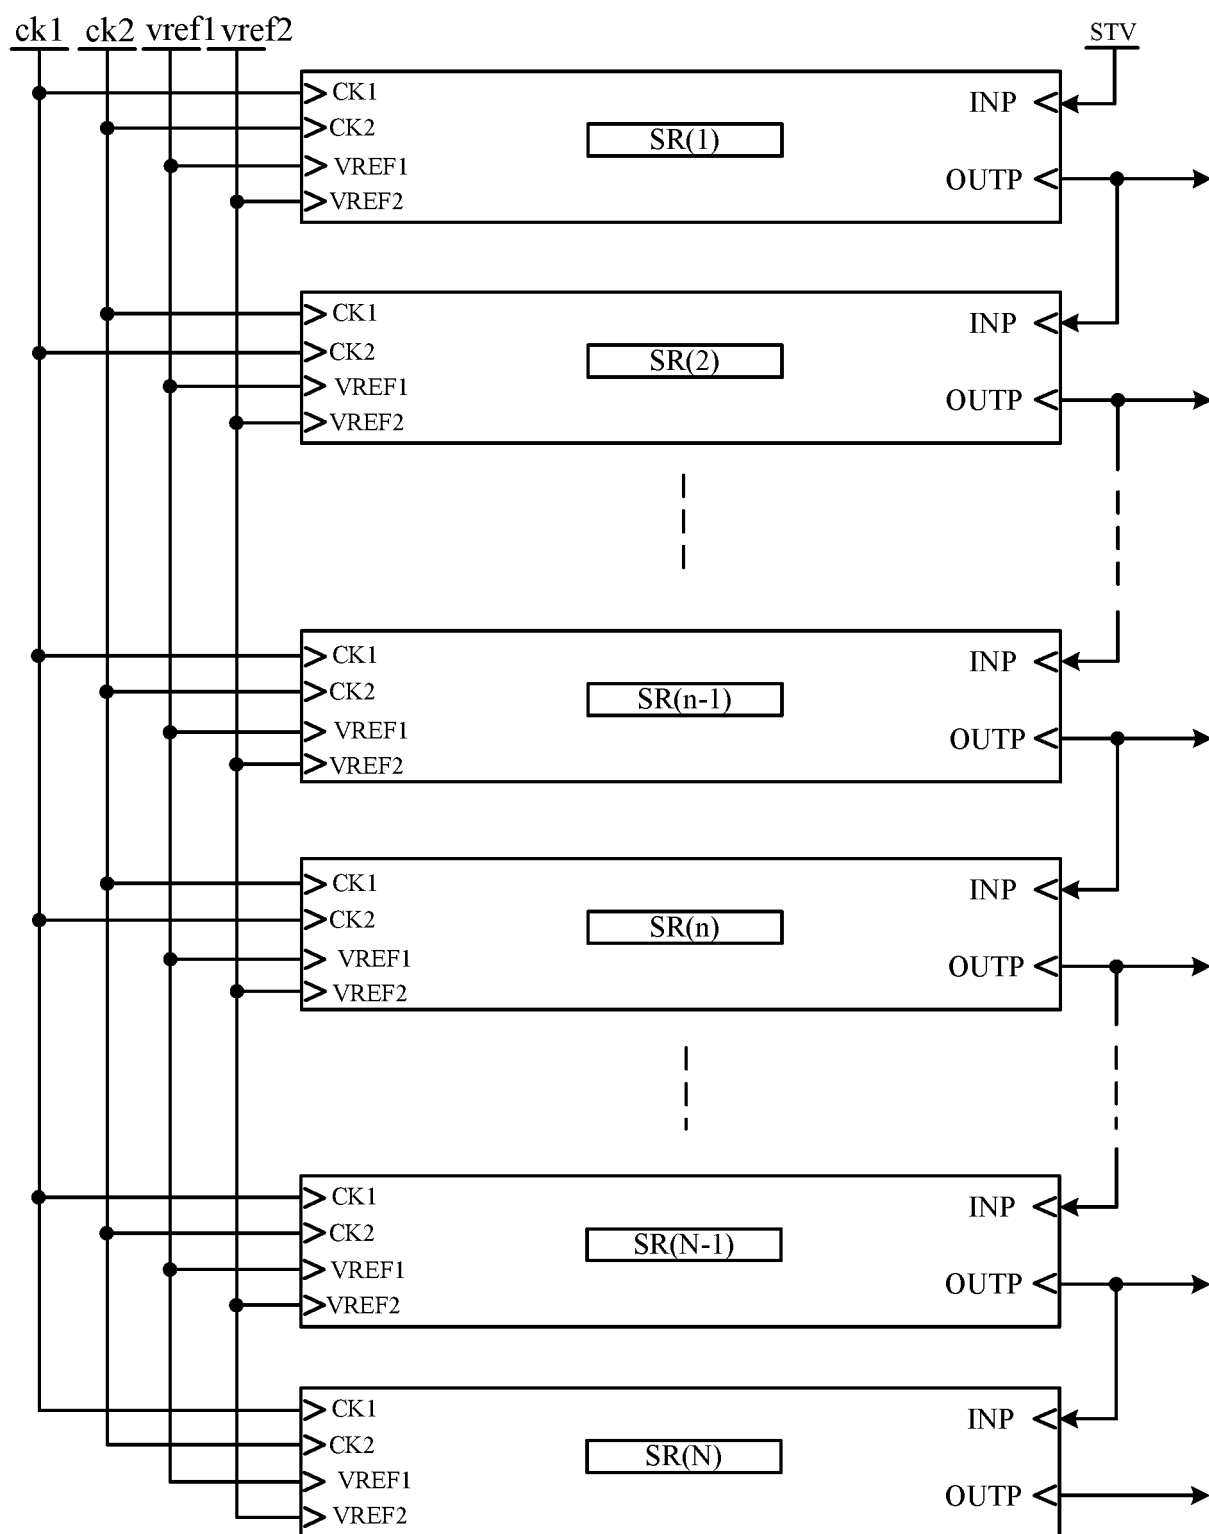 ck1 ck2 vref1 vref2 STV
CK1 INP
CK2 SR(1)
VREF1 OUTP
VREF2
CK1 INP
CK2 SR(2)
VREF1 OUTP
VREF2
CK1 INP
CK2 SR(n-1)
VREF1 OUTP
VREF2
CK1 INP
CK2 SR(n)
VREF1 OUTP
VREF2
CK1 INP
CK2 SR(N-1)
VREF1 OUTP
VREF2
CK1 INP
CK2 SR(N)
VREF1 OUTP
VREF2